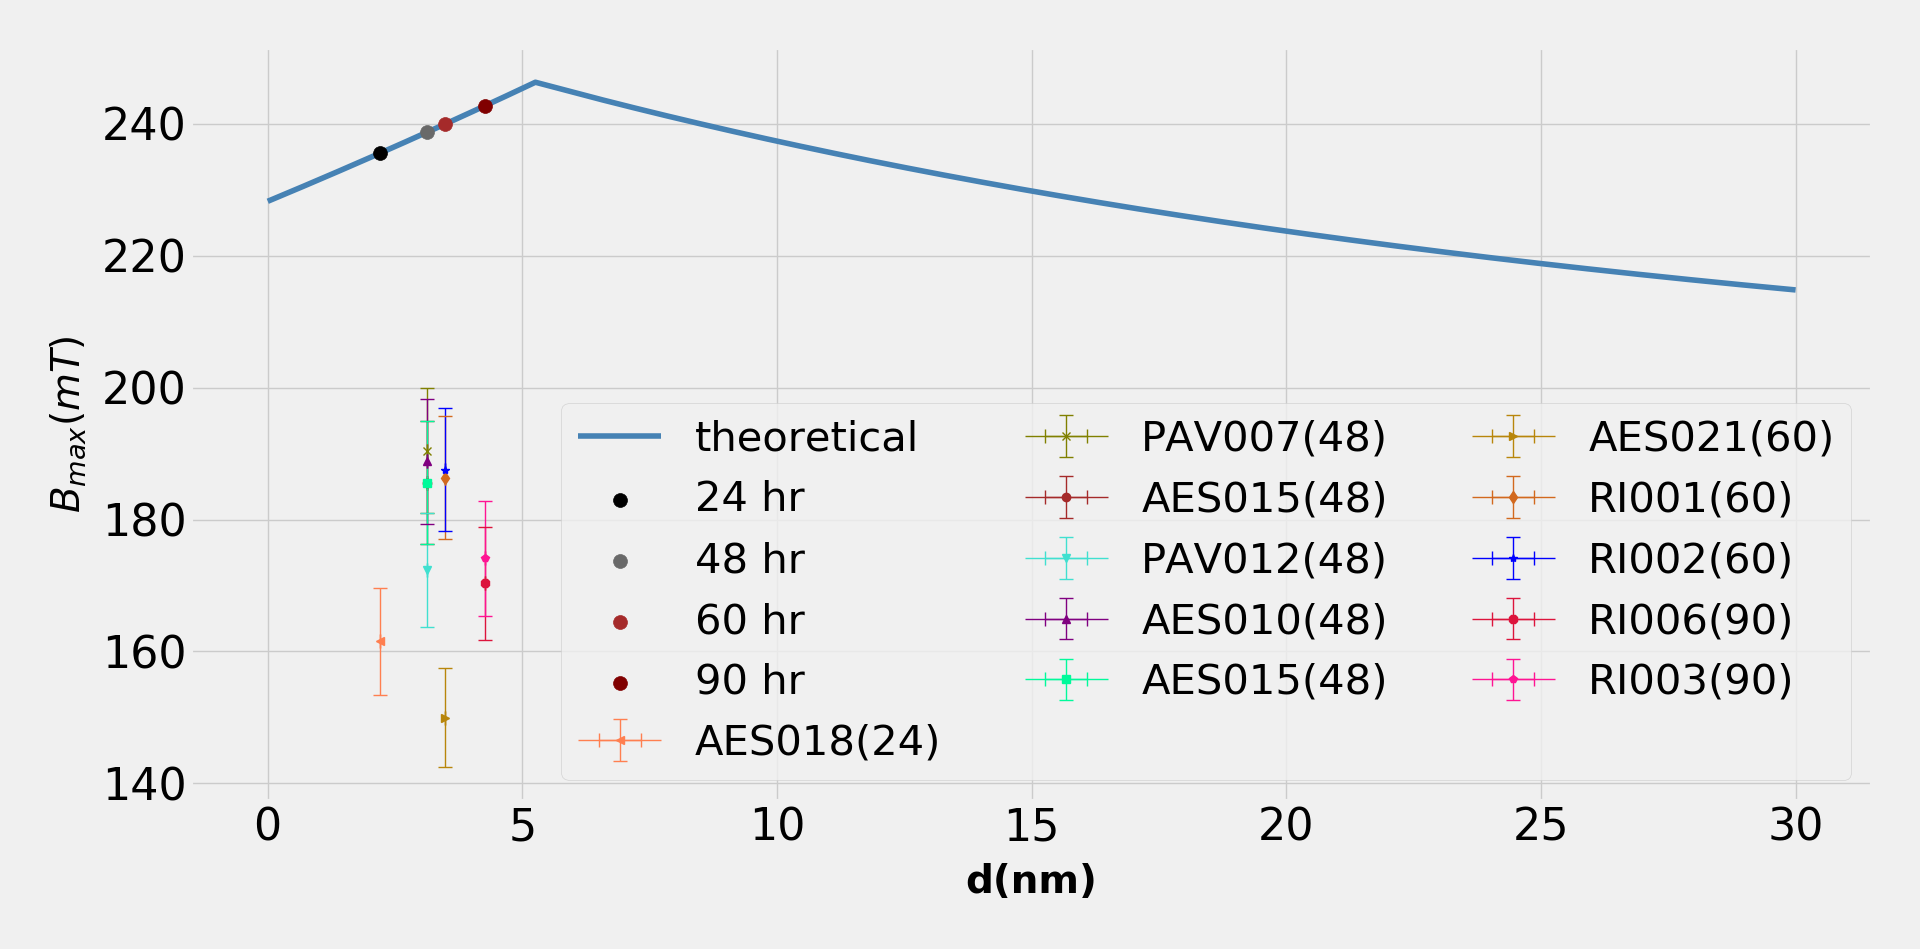 240
220
200
180
160
140
B_max(mT)
0 5 10 15 20 25 30
d(nm)
theoretical
24 hr
48 hr
60 hr
90 hr
AES018(24)
PAV007(48)
AES015(48)
PAV012(48)
AES010(48)
AES015(48)
AES021(60)
RI001(60)
RI002(60)
RI006(90)
RI003(90)